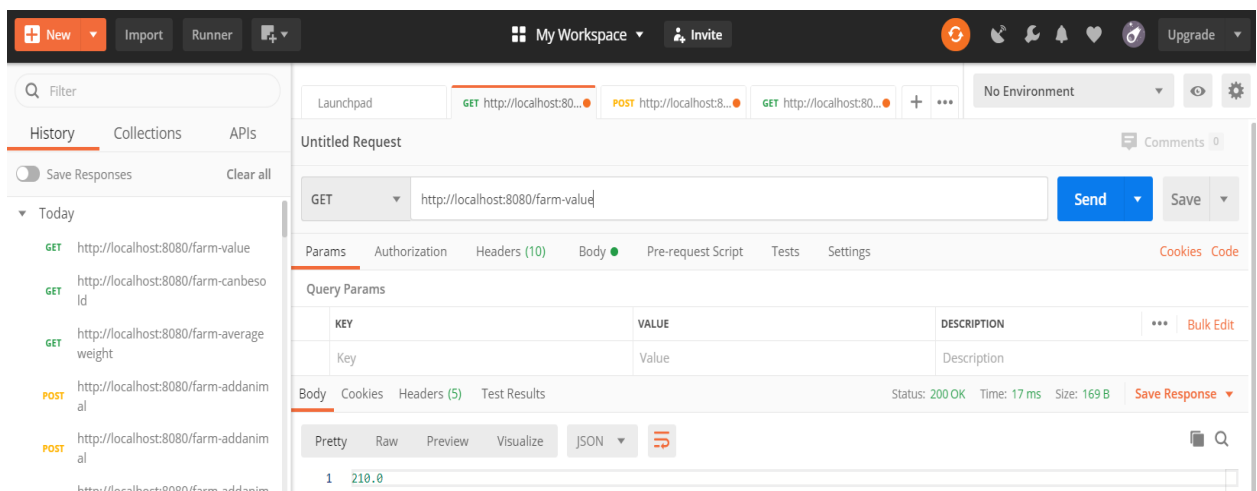 New Import Runner My Workspace Invite Upgrade
Filter
History Collections APIs
Save Responses Clear all
Today
GET http://localhost:8080/farm-value
GET http://localhost:8080/farm-canbeso
ld
GET http://localhost:8080/farm-average
weight
POST http://localhost:8080/farm-addanim
al
POST http://localhost:8080/farm-addanim
al
http://localhost:8080/farm-addanim
Launchpad GET http://localhost:80... POST http://localhost:8... GET http://localhost:80... + ••• No Environment
Untitled Request Comments 0
GET http://localhost:8080/farm-value Send Save
Params Authorization Headers (10) Body Pre-request Script Tests Settings Cookies Code
Query Params
KEY VALUE DESCRIPTION ••• Bulk Edit
Key Value Description
Body Cookies Headers (5) Test Results Status: 200 OK Time: 17 ms Size: 169 B Save Response
Pretty Raw Preview Visualize JSON
1 210.0